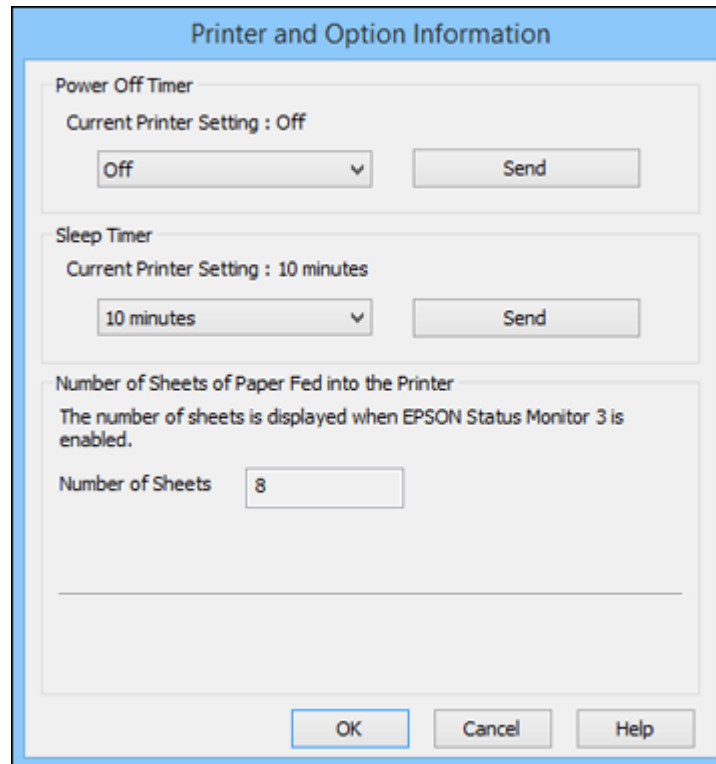 Printer and Option Information
Power Off Timer
Current Printer Setting : Off
Off
Send
Sleep Timer
Current Printer Setting : 10 minutes
10 minutes
Send
Number of Sheets of Paper Fed into the Printer
The number of sheets is displayed when EPSON Status Monitor 3 is
enabled.
Number of Sheets
8
OK
Cancel
Help